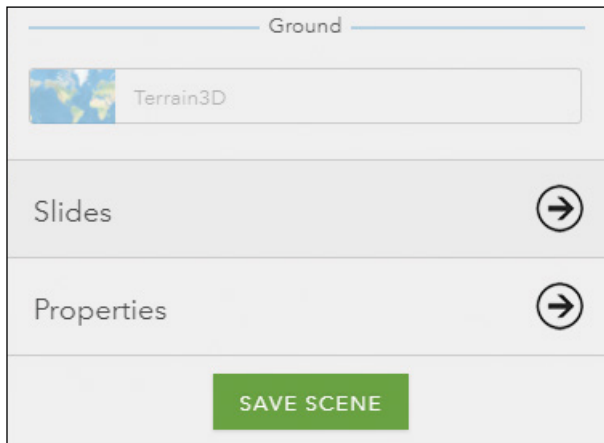 Ground
Terrain3D
Slides
Properties
SAVE SCENE